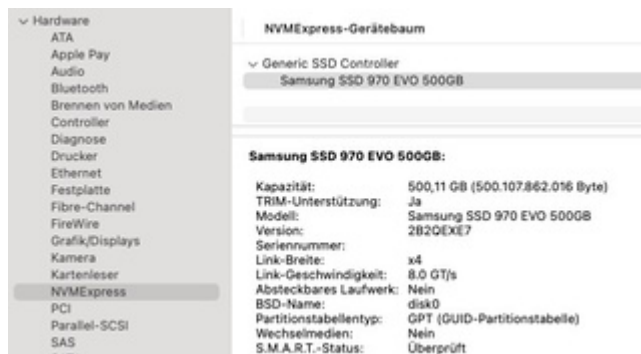 Hardware
ATA
Apple Pay
Audio
Bluetooth
Brennen von Medien
Controller
Diagnose
Drucker
Ethernet
Festplatte
Fibre-Channel
FireWire
Grafik/Displays
Kamera
Kartenleser
NVMExpress
PCI
Parallel-SCSI
SAS
NVMExpress-Gerätebaum
Generic SSD Controller
Samsung SSD 970 EVO 500GB
Samsung SSD 970 EVO 500GB:
Kapazität: 500,11 GB (500.107.862.016 Byte)
TRIM-Unterstützung: Ja
Modell: Samsung SSD 970 EVO 500GB
Version: 2B2QEXE7
Seriennummer:
Link-Breite: x4
Link-Geschwindigkeit: 8.0 GT/s
Absteckbares Laufwerk: Nein
BSD-Name: disk0
Partitionstabellentyp: GPT (GUID-Partitionstabelle)
Wechselmedien: Nein
S.M.A.R.T.-Status: Überprüft